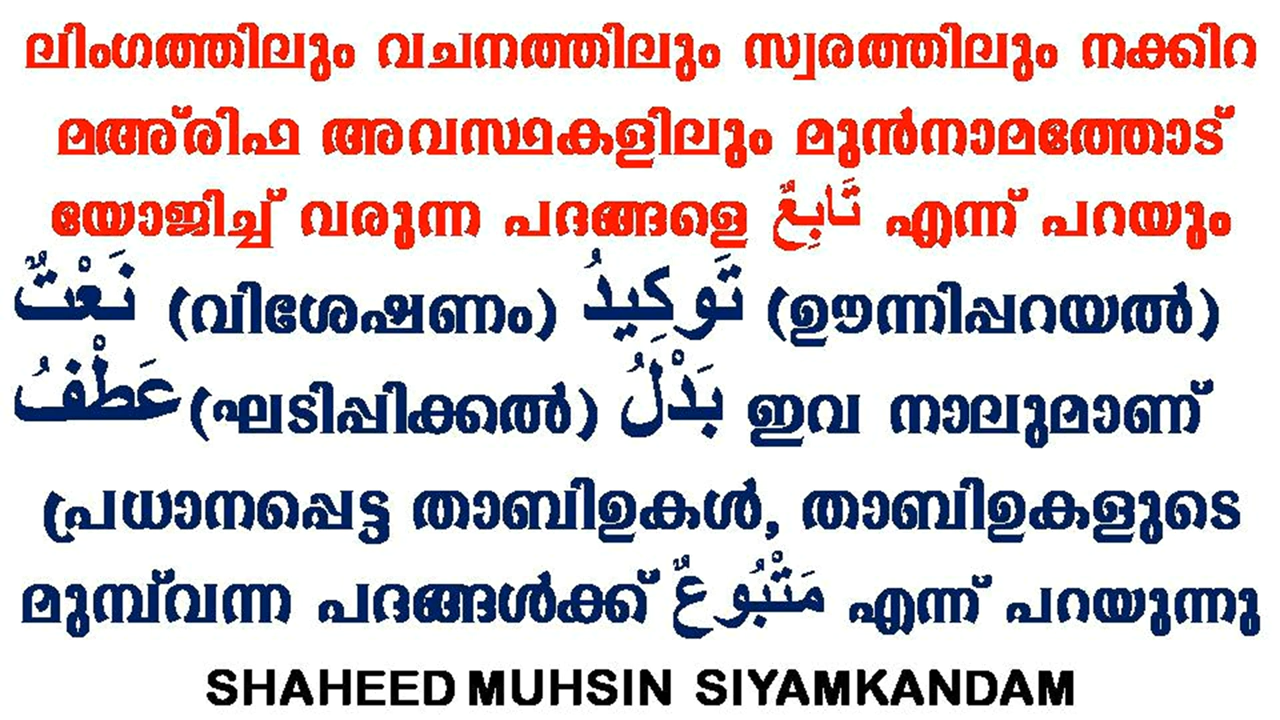 ലിംഗത്തിലും വചനത്തിലും സ്വരത്തിലും നക്കിറ
മഅ്‌രിഫ അവസ്ഥകളിലും മുൻനാമത്തോട്
യോജിച്ച് വരുന്ന പദങ്ങളെ تَابِعٌ എന്ന് പറയും
نَعْتٌ (വിശേഷണം) تَوكِيدُ (ഊന്നിപ്പറയൽ)
عَطْفُ (ഘടിപ്പിക്കൽ) بَدْلُ ഇവ നാലുമാണ്
പ്രധാനപ്പെട്ട താബിഉകൾ, താബിഉകളുടെ
മുമ്പ്‌വന്ന പദങ്ങൾക്ക് مَتْبُوعٌ എന്ന് പറയുന്നു
SHAHEED MUHSIN SIYAMKANDAM